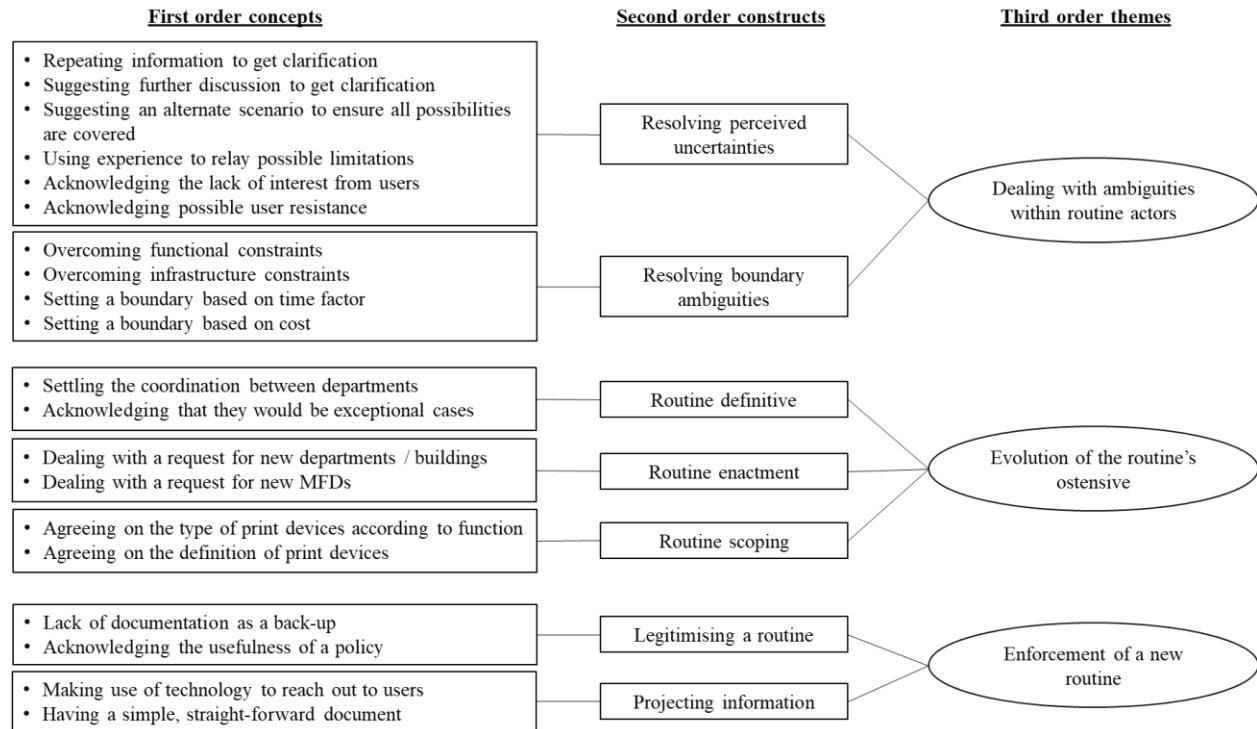 First order concepts
Second order constructs
Third order themes
• Repeating information to get clarification
• Suggesting further discussion to get clarification
• Suggesting an alternate scenario to ensure all possibilities
are covered
• Using experience to relay possible limitations
• Acknowledging the lack of interest from users
• Acknowledging possible user resistance
Resolving perceived
uncertainties
• Overcoming functional constraints
• Overcoming infrastructure constraints
• Setting a boundary based on time factor
• Setting a boundary based on cost
Resolving boundary
ambiguities
Dealing with ambiguities
within routine actors
• Settling the coordination between departments
• Acknowledging that they would be exceptional cases
Routine definitive
• Dealing with a request for new departments / buildings
• Dealing with a request for new MFDs
Routine enactment
• Agreeing on the type of print devices according to function
• Agreeing on the definition of print devices
Routine scoping
Evolution of the routine's
ostensive
• Lack of documentation as a back-up
• Acknowledging the usefulness of a policy
Legitimising a routine
• Making use of technology to reach out to users
• Having a simple, straight-forward document
Projecting information
Enforcement of a new
routine